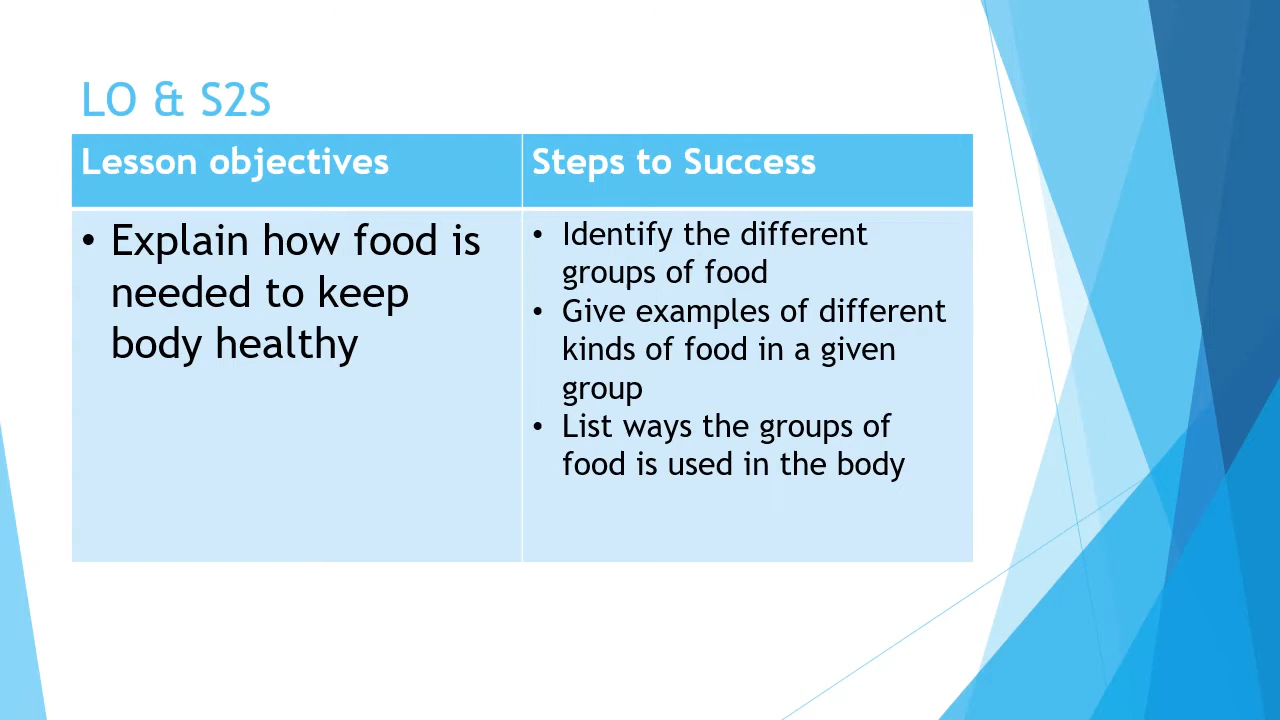 LO & S2S
Lesson objectives
Steps to Success
• Explain how food is
needed to keep
body healthy
• Identify the different
groups of food
• Give examples of different
kinds of food in a given
group
• List ways the groups of
food is used in the body